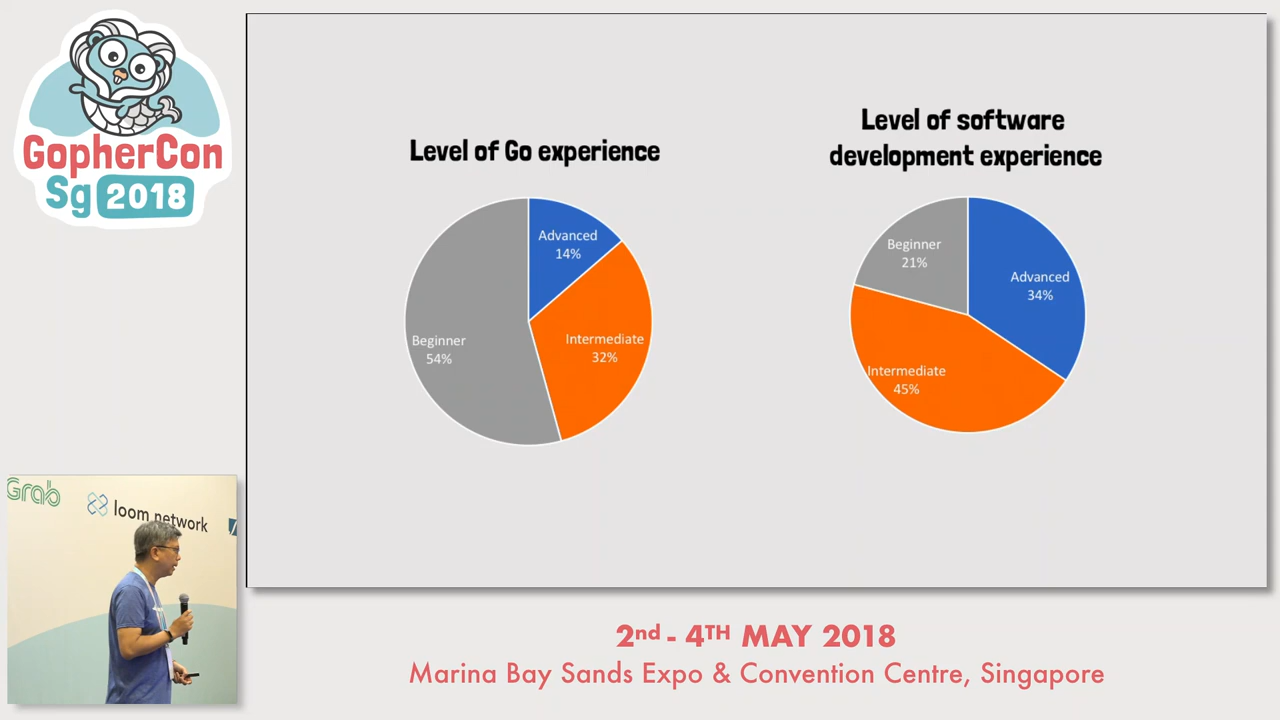 GopherCon
Sg 2018
Level of Go experience
Advanced
14%
Intermediate
32%
Beginner
54%
Level of software
development experience
Beginner
21%
Advanced
34%
Intermediate
45%
Grab
loom network
2nd - 4TH MAY 2018
Marina Bay Sands Expo & Convention Centre, Singapore